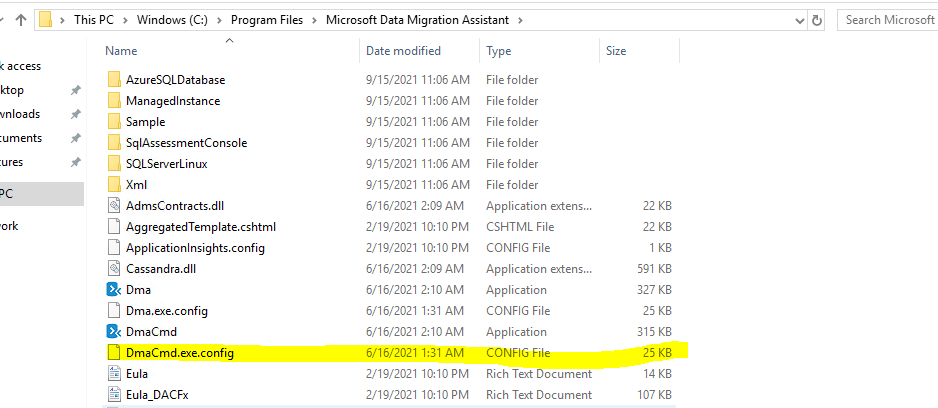 This PC > Windows (C:) > Program Files > Microsoft Data Migration Assistant >
Search Microsoft
Name Date modified Type Size
k access
ktop
wnloads
cuments
tures
PC
work
AzureSQLDatabase 9/15/2021 11:06 AM File folder
ManagedInstance 9/15/2021 11:06 AM File folder
Sample 9/15/2021 11:06 AM File folder
SqlAssessmentConsole 9/15/2021 11:06 AM File folder
SQLServerLinux 9/15/2021 11:06 AM File folder
Xml 9/15/2021 11:06 AM File folder
AdmsContracts.dll 6/16/2021 2:09 AM Application extens... 22 KB
AggregatedTemplate.cshtml 2/19/2021 10:10 PM CSHTML File 22 KB
ApplicationInsights.config 2/19/2021 10:10 PM CONFIG File 1 KB
Cassandra.dll 6/16/2021 2:09 AM Application extens... 591 KB
Dma 6/16/2021 2:10 AM Application 327 KB
Dma.exe.config 6/16/2021 1:31 AM CONFIG File 25 KB
DmaCmd 6/16/2021 2:10 AM Application 315 KB
DmaCmd.exe.config 6/16/2021 1:31 AM CONFIG File 25 KB
Eula 2/19/2021 10:10 PM Rich Text Document 14 KB
Eula_DACFx 2/19/2021 10:10 PM Rich Text Document 107 KB